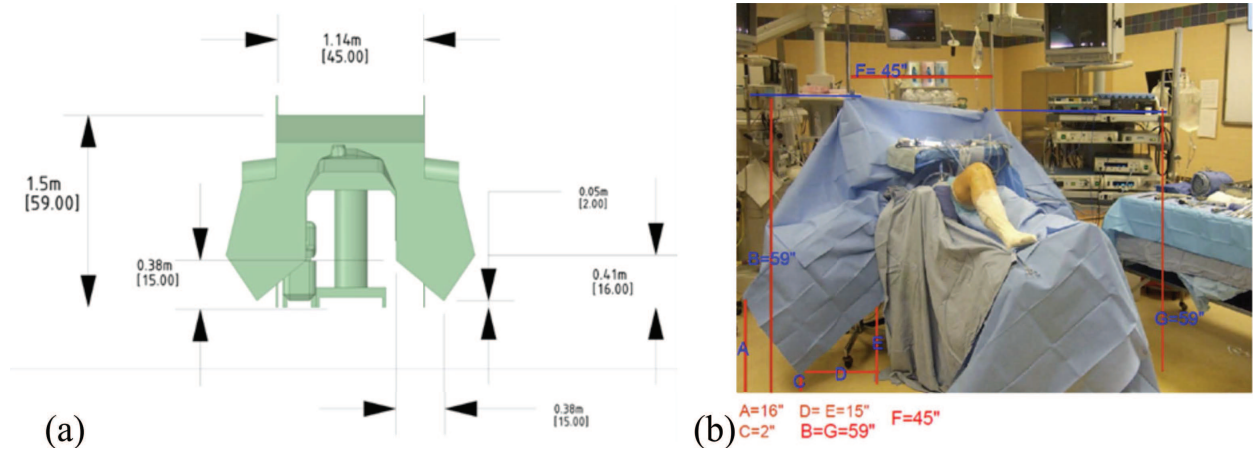 1.14m
[45.00]
1.5m
[59.00]
0.38m
[15.00]
0.05m
[2.00]
0.41m
[16.00]
0.38m
[15.00]
(a)
F= 45"
B=59"
G=59"
A
E
C
D
(b)
A=16" D= E=15" F=45"
C=2" B=G=59"